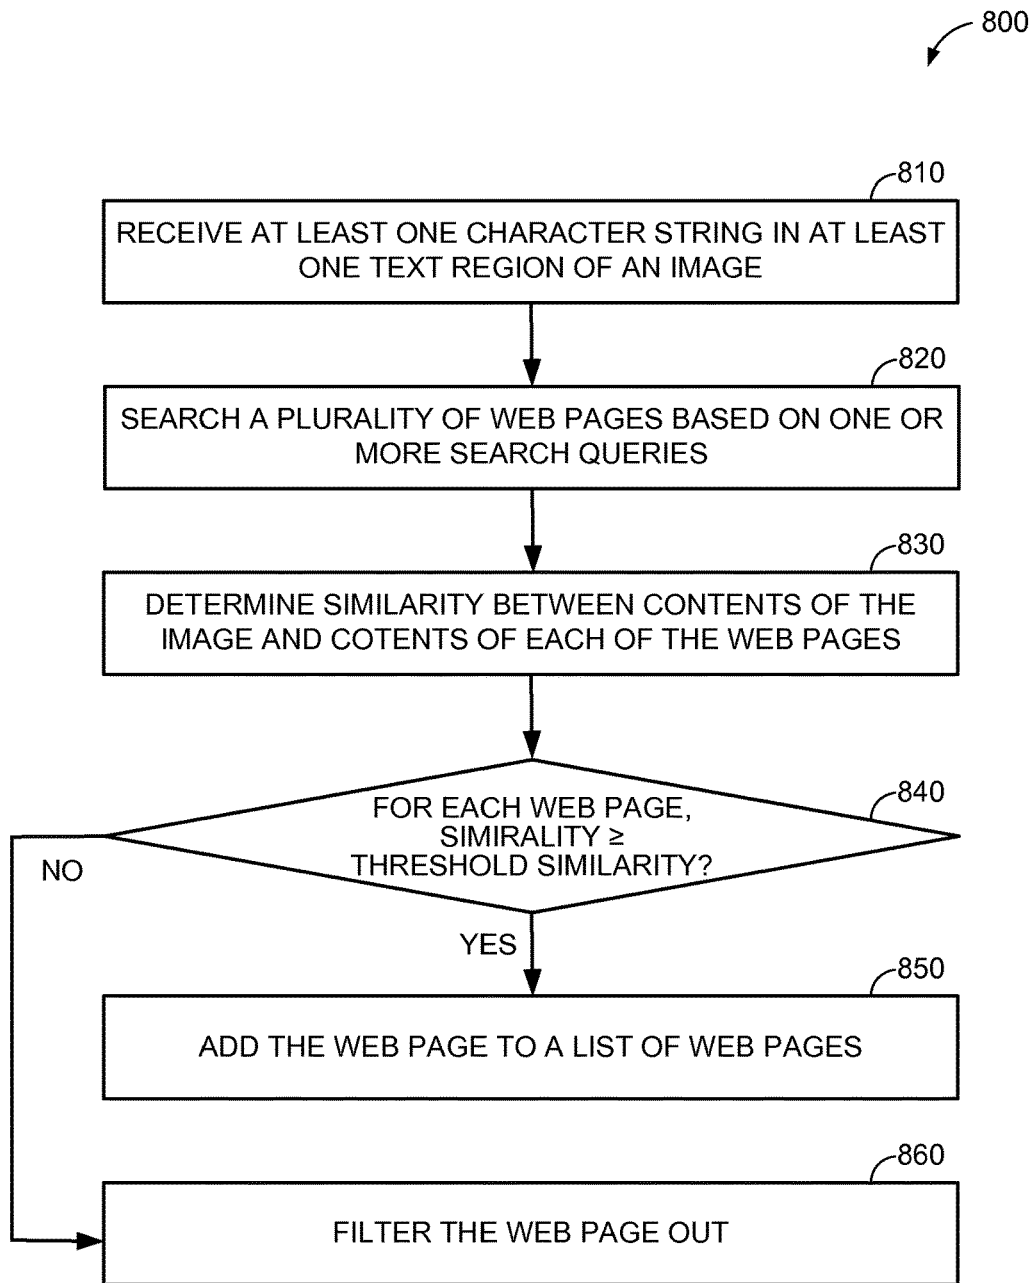 800
810
RECEIVE AT LEAST ONE CHARACTER STRING IN AT LEAST
ONE TEXT REGION OF AN IMAGE
820
SEARCH A PLURALITY OF WEB PAGES BASED ON ONE OR
MORE SEARCH QUERIES
830
DETERMINE SIMILARITY BETWEEN CONTENTS OF THE
IMAGE AND COTENTS OF EACH OF THE WEB PAGES
840
FOR EACH WEB PAGE,
SIMIRALITY ≥
THRESHOLD SIMILARITY?
NO
YES
850
ADD THE WEB PAGE TO A LIST OF WEB PAGES
860
FILTER THE WEB PAGE OUT